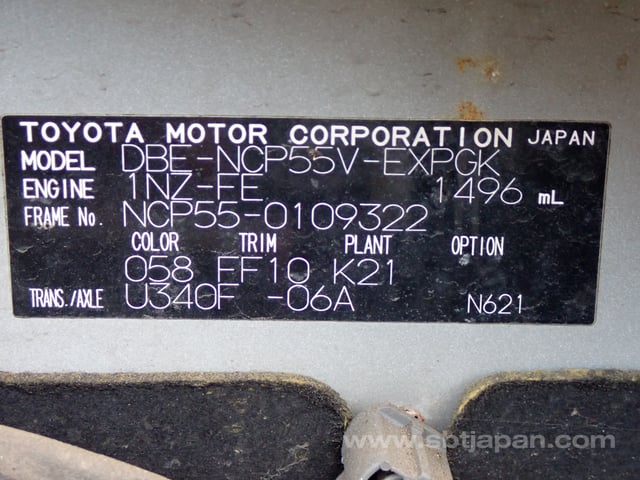 TOYOTA MOTOR CORPORATION JAPAN
MODEL DBE-NCP55V-EXPGK
ENGINE 1NZ-FE 1496 mL
FRAME No. NCP55-0109322
COLOR TRIM PLANT OPTION
058 FF10 K21
TRANS./AXLE U340F -06A N621
www.sbtjapan.com